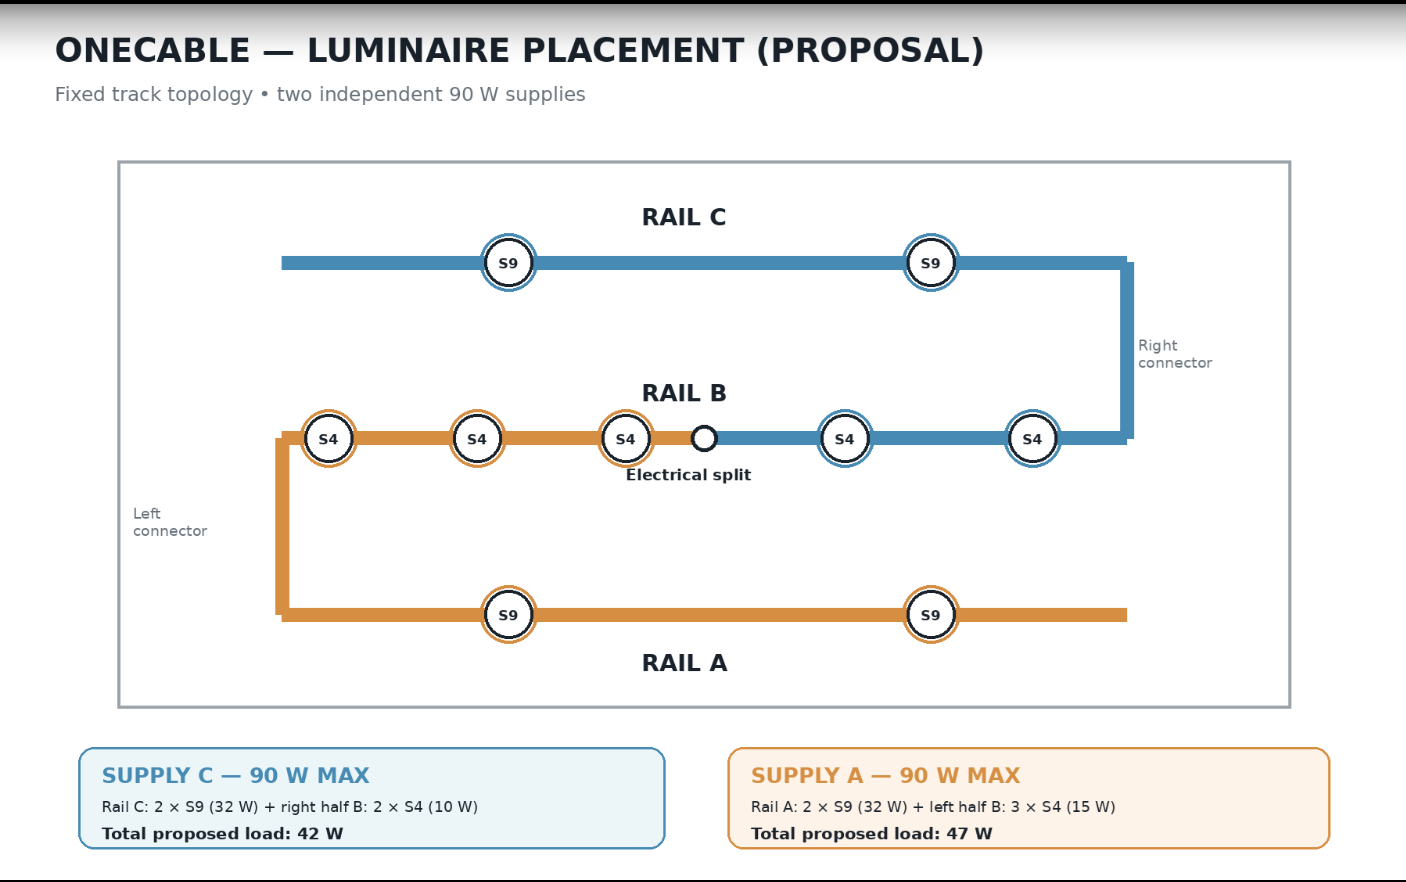 ONECABLE — LUMINAIRE PLACEMENT (PROPOSAL)
Fixed track topology • two independent 90 W supplies
RAIL C
S9
S9
Right
connector
RAIL B
S4
S4
S4
S4
S4
Electrical split
Left
connector
S9
S9
RAIL A
SUPPLY C — 90 W MAX
Rail C: 2 × S9 (32 W) + right half B: 2 × S4 (10 W)
Total proposed load: 42 W
SUPPLY A — 90 W MAX
Rail A: 2 × S9 (32 W) + left half B: 3 × S4 (15 W)
Total proposed load: 47 W